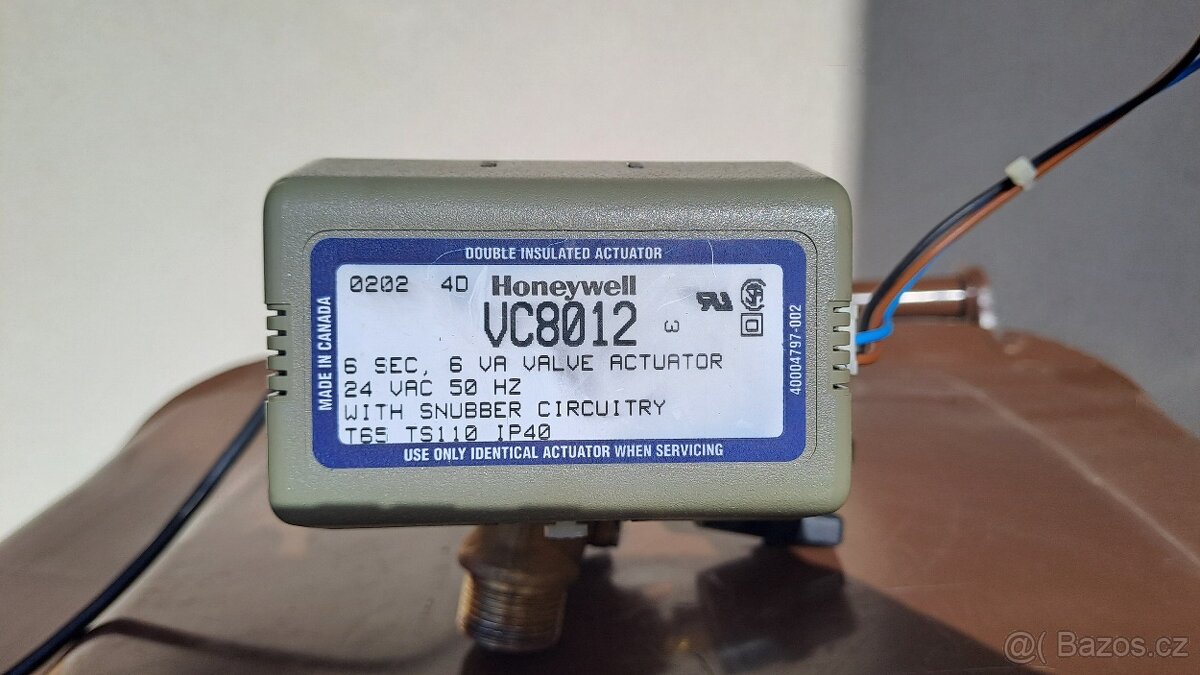 DOUBLE INSULATED ACTUATOR
MADE IN CANADA
0202 4D Honeywell
VC8012
6 SEC, 6 VA VALVE ACTUATOR
24 VAC 50 HZ
WITH SNUBBER CIRCUITRY
T65 TS110 IP40
USE ONLY IDENTICAL ACTUATOR WHEN SERVICING
40004797-002
@( Bazos.cz